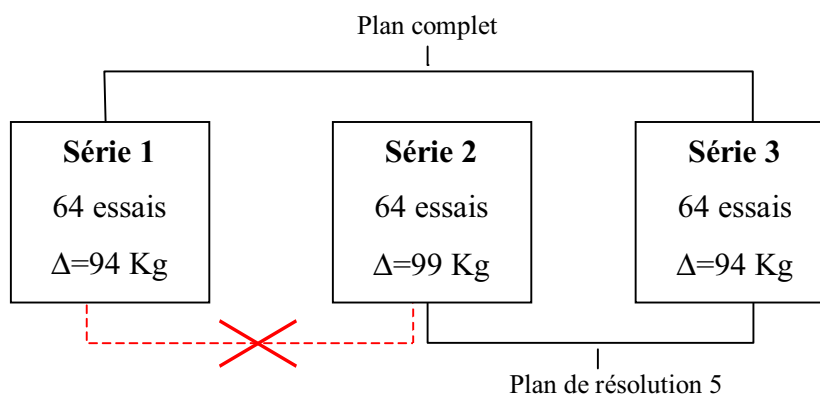 Plan complet
Série 1
64 essais
Δ=94 Kg
Série 2
64 essais
Δ=99 Kg
Série 3
64 essais
Δ=94 Kg
Plan de résolution 5